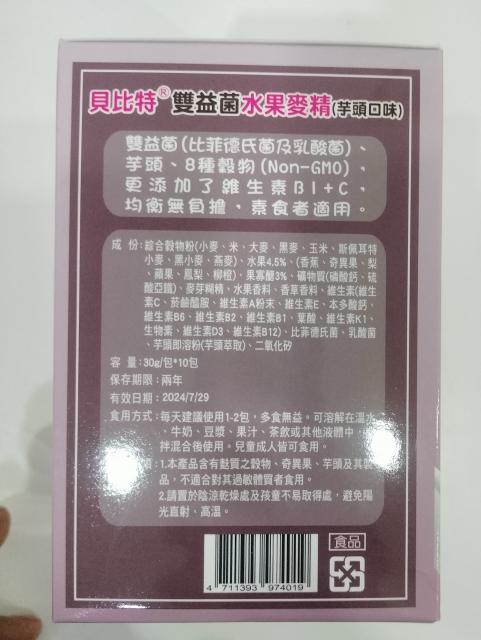 貝比特®雙益菌水果麥精(芋頭口味)
雙益菌(比菲德氏菌及乳酸菌)、
芋頭、8種穀物(Non-GMO)，
更添加了維生素B1+C，
均衡無負擔，素食者適用。
成 份:綜合穀物粉(小麥、米、大麥、黑麥、玉米、斯佩耳特
小麥、黑小麥、燕麥)、水果4.5%、(香蕉、奇異果、梨
、蘋果、鳳梨、柳橙)、果寡醣3%、礦物質(磷酸鈣、硫
酸亞鐵)、麥芽糊精、水果香料、香草香料、維生素(維生
素C、菸鹼醯胺、維生素A粉末、維生素E、本多酸鈣、
維生素B6、維生素B2、維生素B1、葉酸、維生素K1、
生物素、維生素D3、維生素B12)、比菲德氏菌、乳酸菌
、芋頭即溶粉(芋頭萃取)、二氧化矽
容 量:30g/包*10包
保存期限:兩年
有效日期:2024/7/29
食用方式:每天建議使用1-2包，多食無益。可溶解在溫水
、牛奶、豆漿、果汁、茶飲或其他液體中，
拌混合後使用。兒童成人皆可食用。
項:1.本產品含有麩質之穀物、奇異果、芋頭及其製
品，不適合對其過敏體質者食用。
2.請置於陰涼乾燥處及孩童不易取得處，避免陽
光直射、高溫。
食品
4 711393 974019